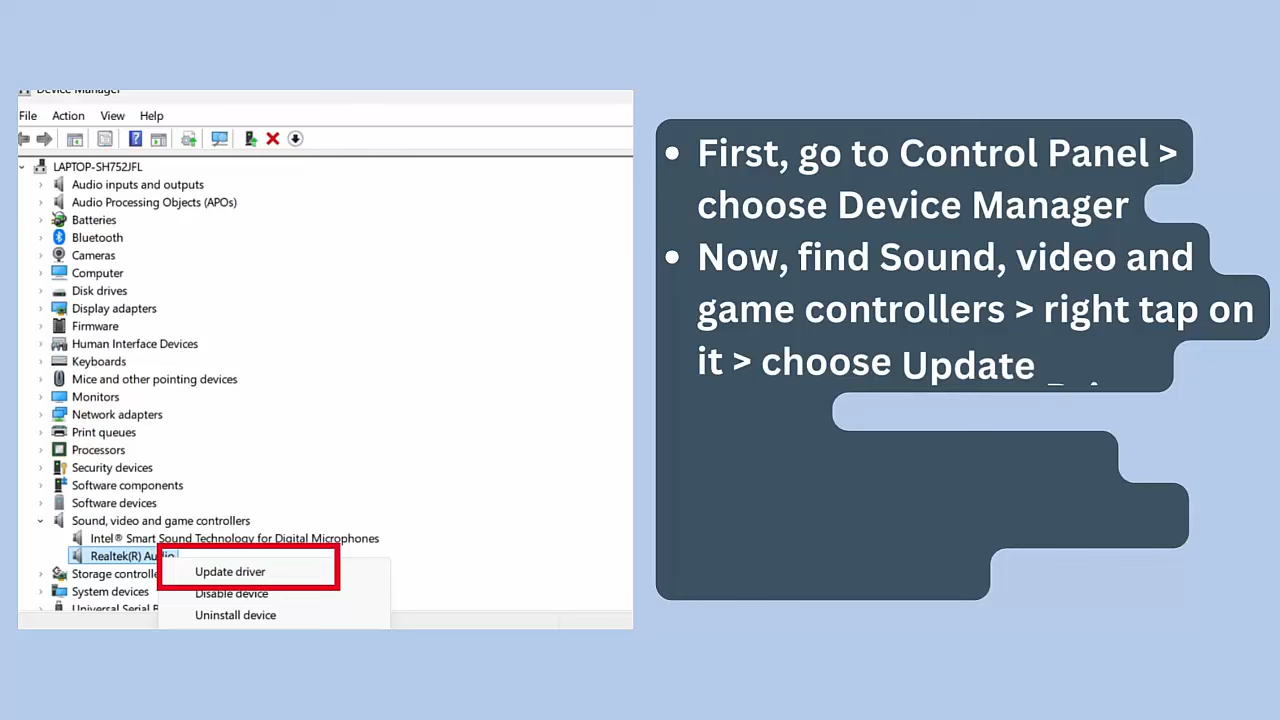 Device Manager
File Action View Help
LAPTOP-SH752JFL
Audio inputs and outputs
Audio Processing Objects (APOs)
Batteries
Bluetooth
Cameras
Computer
Disk drives
Display adapters
Firmware
Human Interface Devices
Keyboards
Mice and other pointing devices
Monitors
Network adapters
Print queues
Processors
Security devices
Software components
Software devices
Sound, video and game controllers
Intel® Smart Sound Technology for Digital Microphones
Realtek(R) Audio
Storage controlle
System devices
Universal Serial B
Update driver
Disable device
Uninstall device
• First, go to Control Panel >
choose Device Manager
• Now, find Sound, video and
game controllers > right tap on
it > choose Update